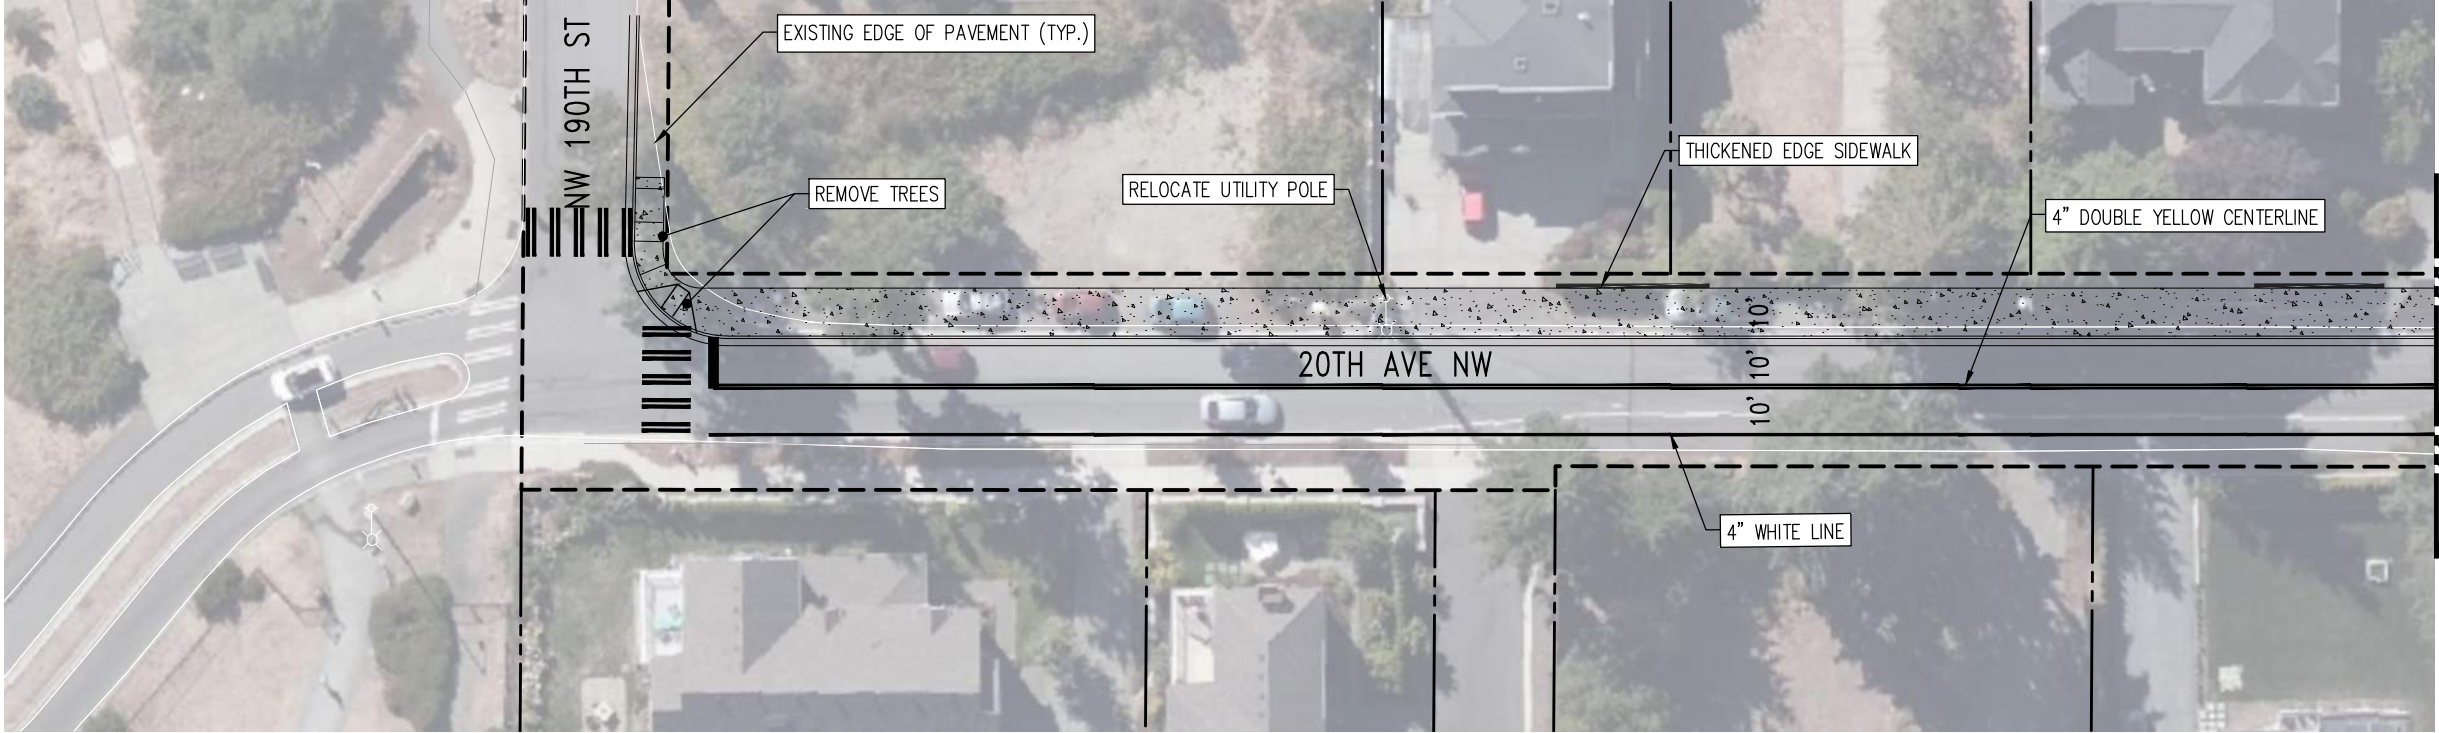 NW 190TH ST
EXISTING EDGE OF PAVEMENT (TYP.)
REMOVE TREES
RELOCATE UTILITY POLE
THICKENED EDGE SIDEWALK
4" DOUBLE YELLOW CENTERLINE
20TH AVE NW
10' 10' 10'
4" WHITE LINE